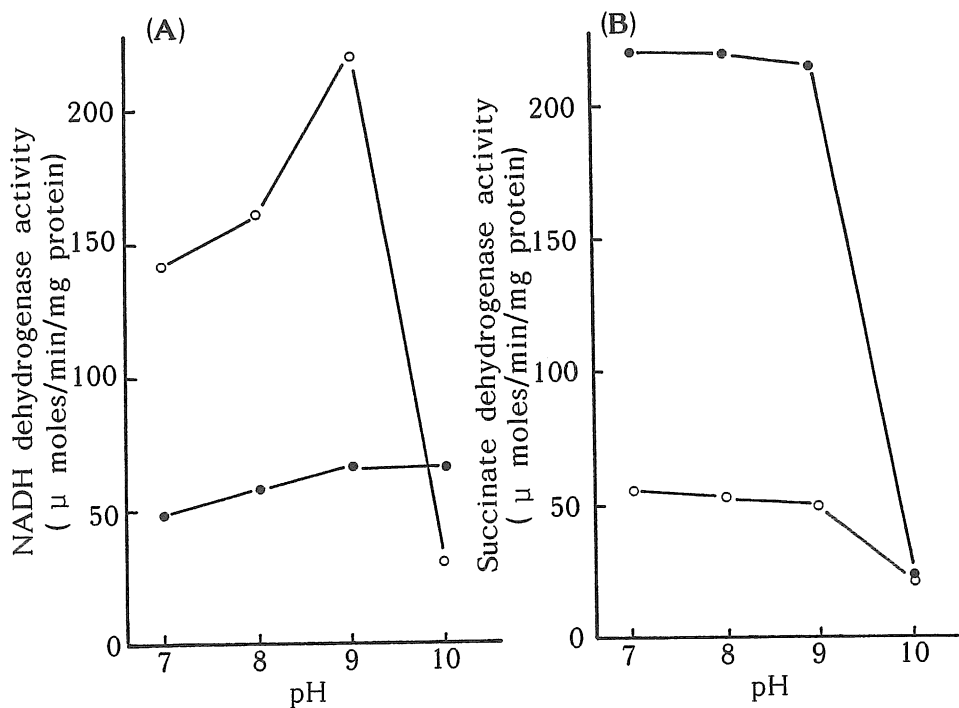 (A)
NADH dehydrogenase activity
( μ moles/min/mg protein)
200
150
100
50
0
7 8 9 10
pH
(B)
Succinate dehydrogenase activity
( μ moles/min/mg protein)
200
150
100
50
0
7 8 9 10
pH